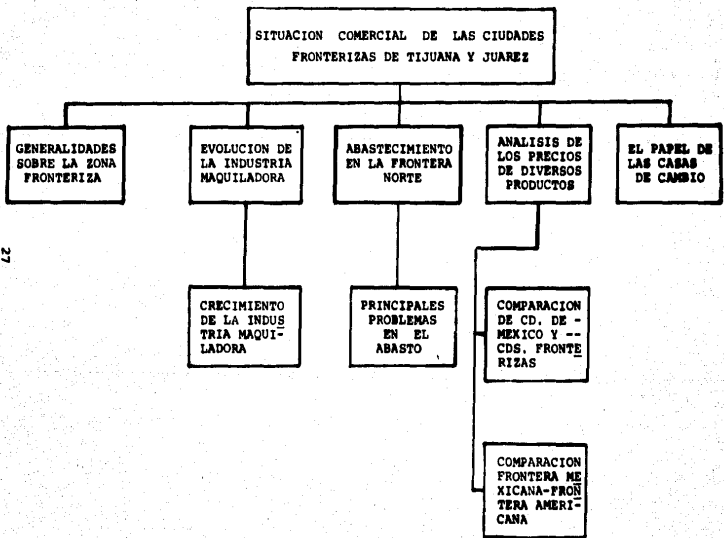 SITUACION COMERCIAL DE LAS CIUDADES
FRONTERIZAS DE TIJUANA Y JUAREZ
GENERALIDADES
SOBRE LA ZONA
FRONTERIZA
EVOLUCION DE
LA INDUSTRIA
MAQUILADORA
ABASTECIMIENTO
EN LA FRONTERA
NORTE
ANALISIS DE
LOS PRECIOS
DE DIVERSOS
PRODUCTOS
EL PAPEL DE
LAS CASAS
DE CAMBIO
CRECIMIENTO
DE LA INDUS
TRIA MAQUI-
LADORA
PRINCIPALES
PROBLEMAS
EN EL
ABASTO
COMPARACION
DE CD. DE -
MEXICO Y --
CDS. FRONTE
RIZAS
COMPARACION
FRONTERA ME
XICANA-FRON
TERA AMERI-
CANA
27